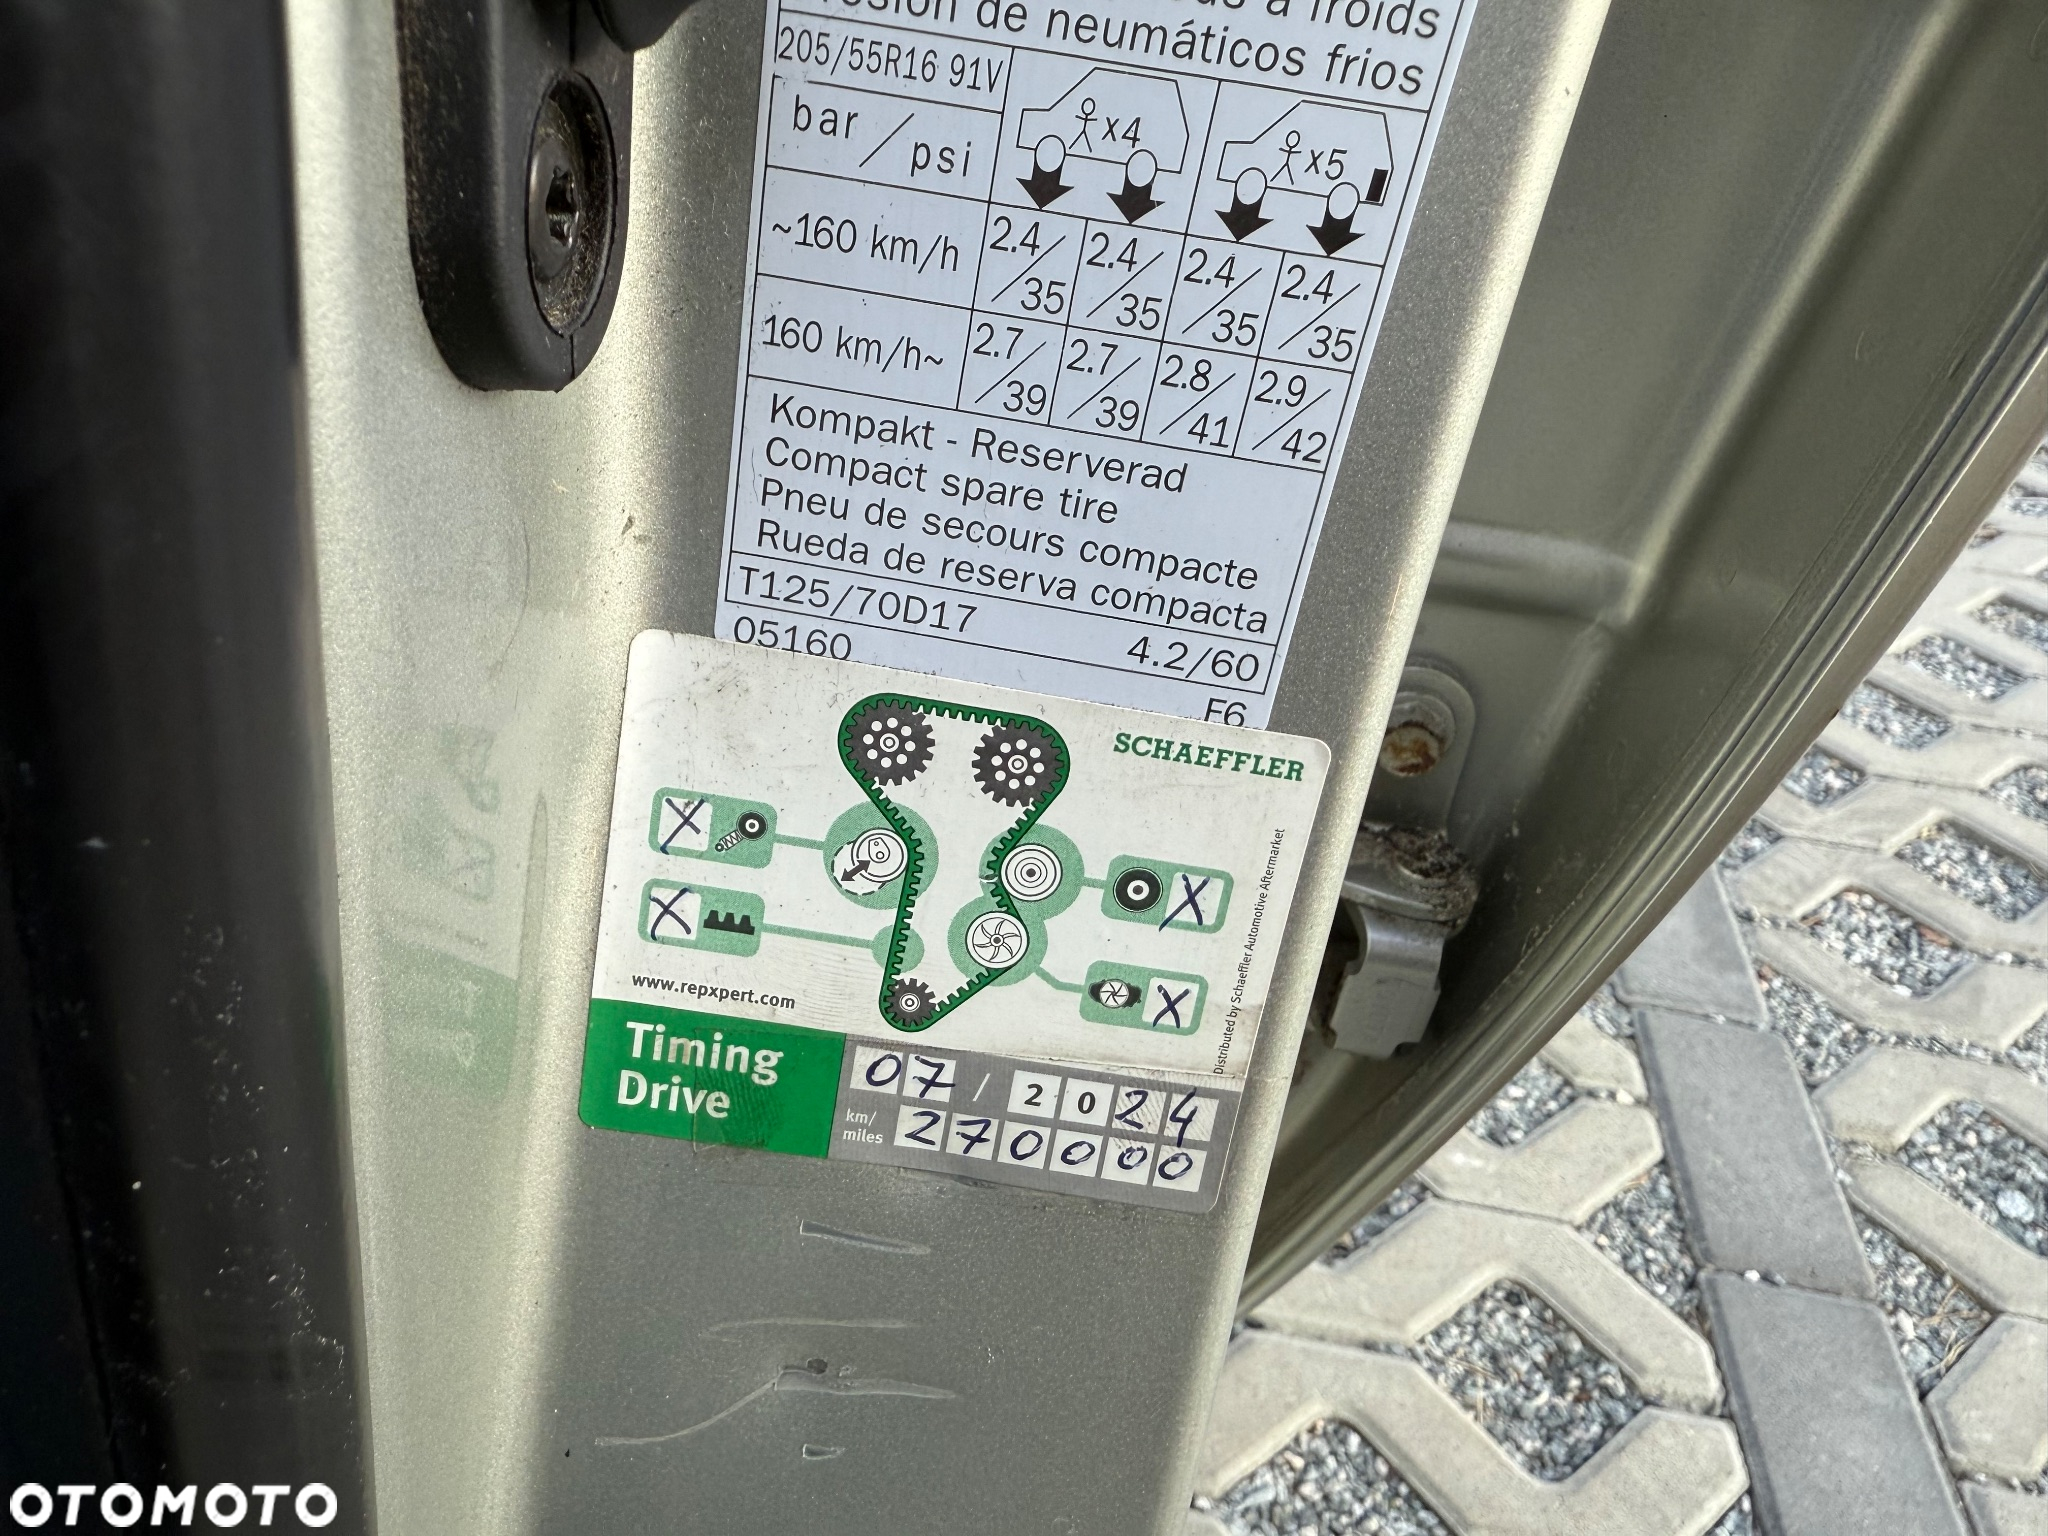 à froids
de neumáticos frios
205/55R16 91V
bar/psi
x4
x5
~160 km/h 2.4/35 2.4/35 2.4/35 2.4/35
160 km/h~ 2.7/39 2.7/39 2.8/41 2.9/42
Kompakt - Reserverad
Compact spare tire
Pneu de secours compacte
Rueda de reserva compacta
T125/70D17 4.2/60
05160 F6
SCHAEFFLER
X
X
X
X
www.repxpert.com
Distributed by Schaeffler Automotive Aftermarket
Timing
Drive
07 / 2024
km/
miles
270000
OTOMOTO